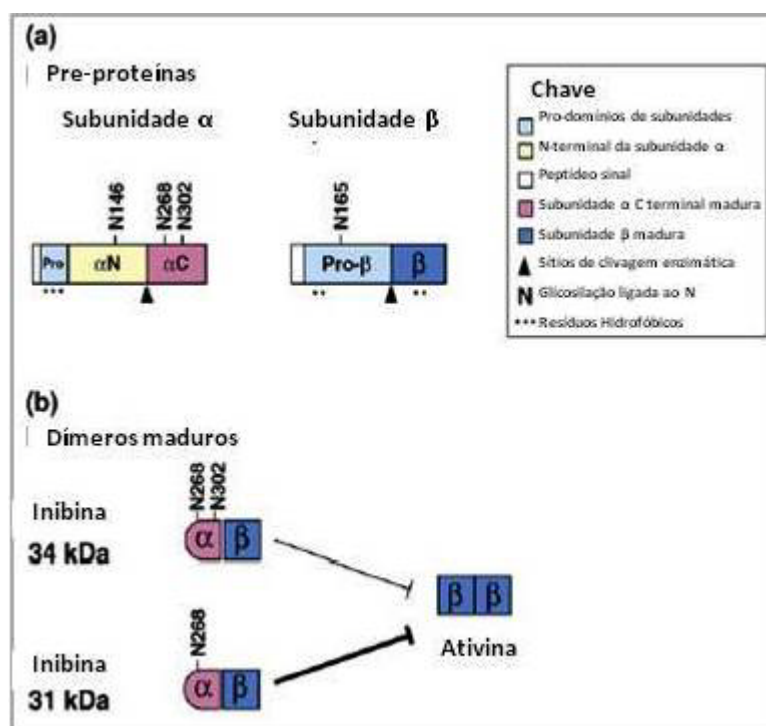 (a)
Pre-proteínas
Subunidade α
Subunidade β
N146
N268
N302
N165
Pro-
αN
αC
Pro-β
β
Chave
Pro-domínios de subunidades
N-terminal da subunidade α
Peptídeo sinal
Subunidade α C terminal madura
Subunidade β madura
Sítios de clivagem enzimática
N Glicosilação ligada ao N
Resíduos Hidrofóbicos
(b)
Dímeros maduros
Inibina
34 kDa
N268
N302
α β
β β
Ativina
Inibina
31 kDa
N268
α β